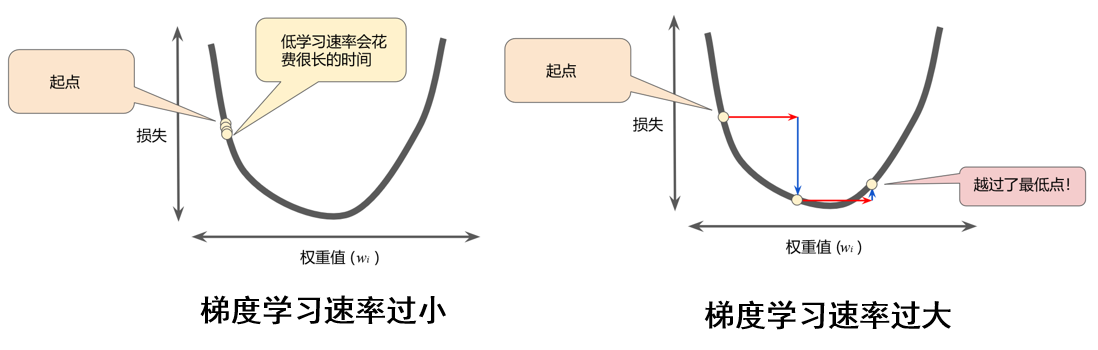 起点
低学习速率会花
费很长的时间
损失
权重值 (wᵢ)
梯度学习速率过小
起点
损失
越过了最低点！
权重值 (wᵢ)
梯度学习速率过大